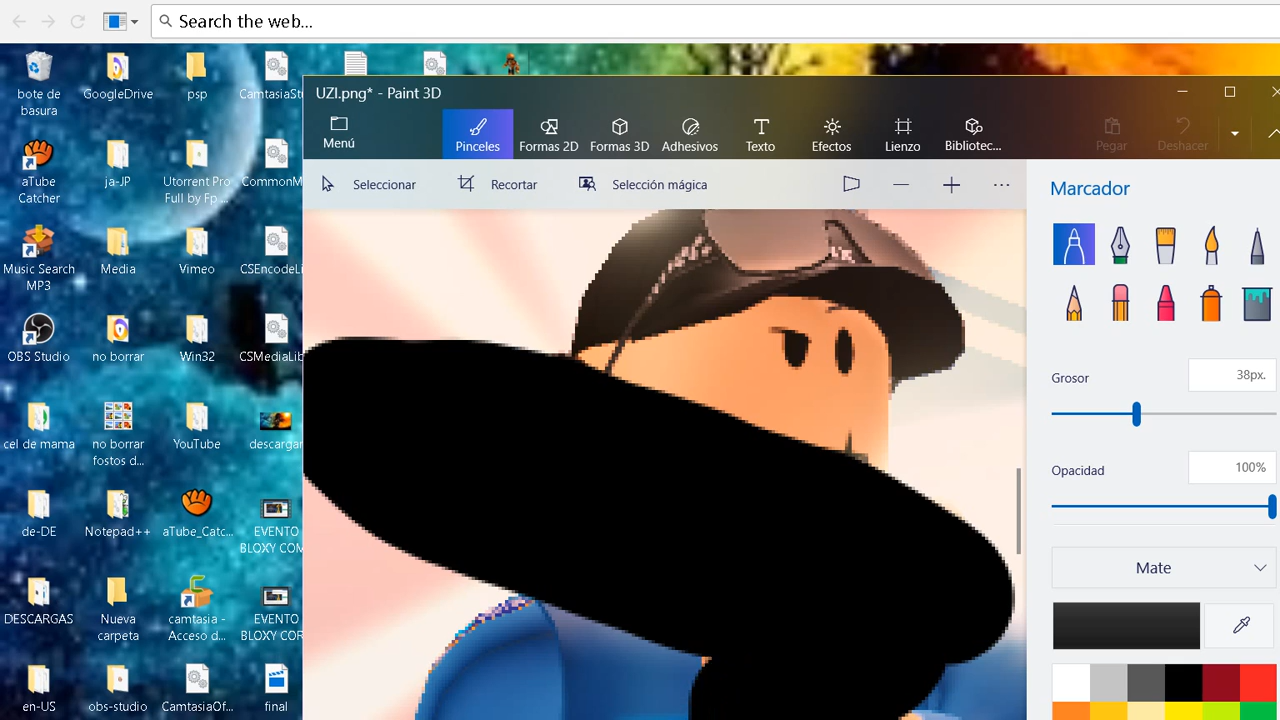 Search the web...
bote de
basura
GoogleDrive
psp
CamtasiaStu
aTube
Catcher
ja-JP
Utorrent Pro
Full by Fp ...
CommonM
Music Search
MP3
Media
Vimeo
CSEncodeLi
OBS Studio
no borrar
Win32
CSMediaLib
cel de mama
no borrar
fostos d...
YouTube
descargar
de-DE
Notepad++
aTube_Catc...
EVENTO
BLOXY COM
DESCARGAS
Nueva
carpeta
camtasia -
Acceso d...
EVENTO
BLOXY COR
en-US
obs-studio
CamtasiaOf...
final
UZI.png* - Paint 3D
Menú
Pinceles
Formas 2D
Formas 3D
Adhesivos
Texto
Efectos
Lienzo
Bibliotec...
Pegar
Deshacer
Seleccionar
Recortar
Selección mágica
Marcador
Grosor
38px.
Opacidad
100%
Mate